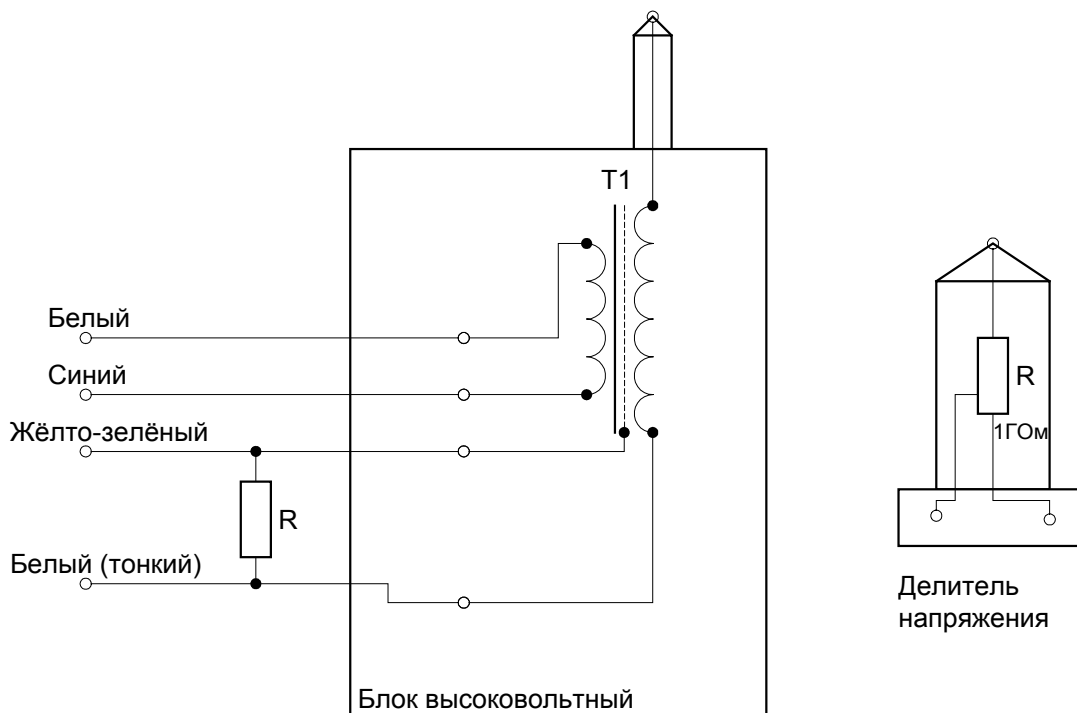 T1
Белый
Синий
Жёлто-зелёный
R
Белый (тонкий)
Блок высоковольтный
R
1ГОм
Делитель
напряжения